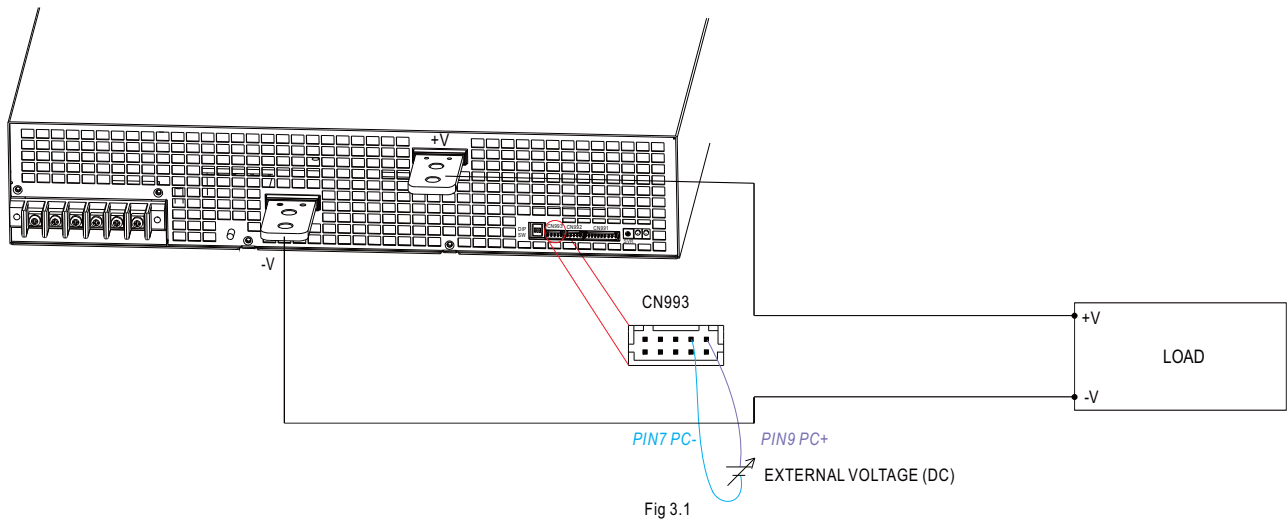 +V
DIP
SW
CN993
CN992
CN991
-V
CN993
+V
LOAD
-V
PIN7 PC-
PIN9 PC+
EXTERNAL VOLTAGE (DC)
Fig 3.1